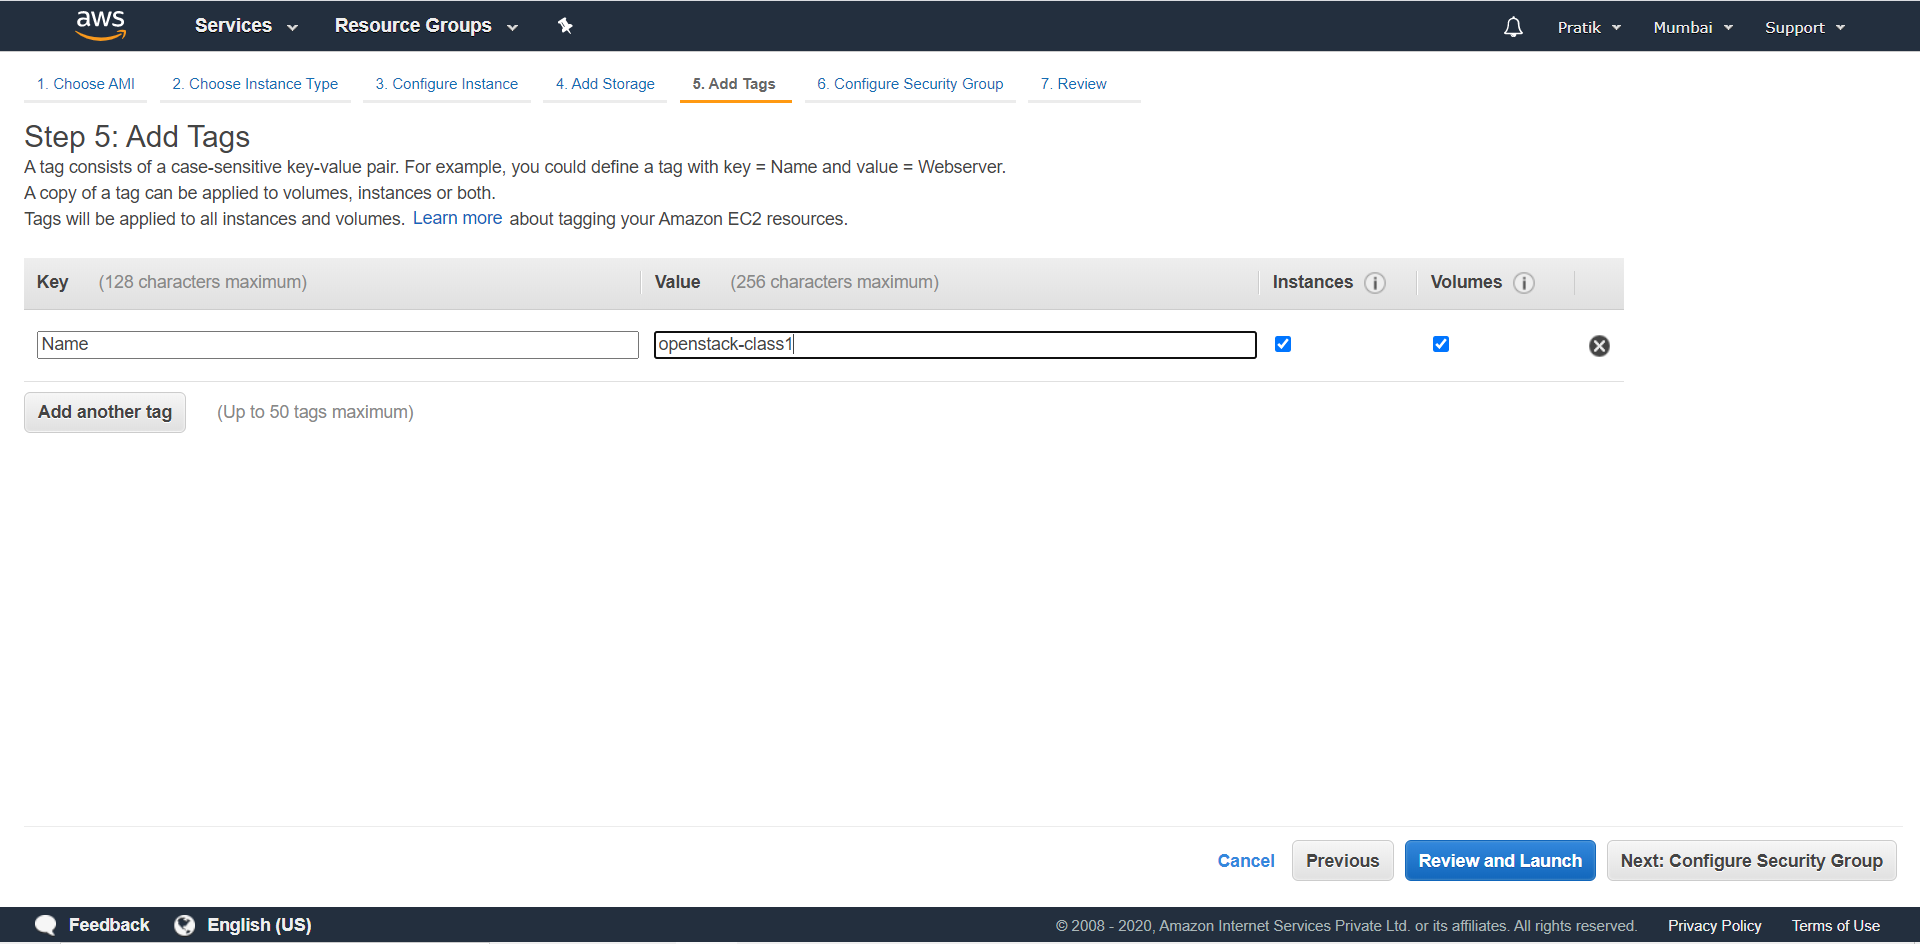 aws Services Resource Groups Pratik Mumbai Support
1. Choose AMI 2. Choose Instance Type 3. Configure Instance 4. Add Storage 5. Add Tags 6. Configure Security Group 7. Review
Step 5: Add Tags
A tag consists of a case-sensitive key-value pair. For example, you could define a tag with key = Name and value = Webserver.
A copy of a tag can be applied to volumes, instances or both.
Tags will be applied to all instances and volumes. Learn more about tagging your Amazon EC2 resources.
Key (128 characters maximum) Value (256 characters maximum) Instances i Volumes i
Name openstack-class1
Add another tag (Up to 50 tags maximum)
Cancel Previous Review and Launch Next: Configure Security Group
Feedback English (US) © 2008 - 2020, Amazon Internet Services Private Ltd. or its affiliates. All rights reserved. Privacy Policy Terms of Use